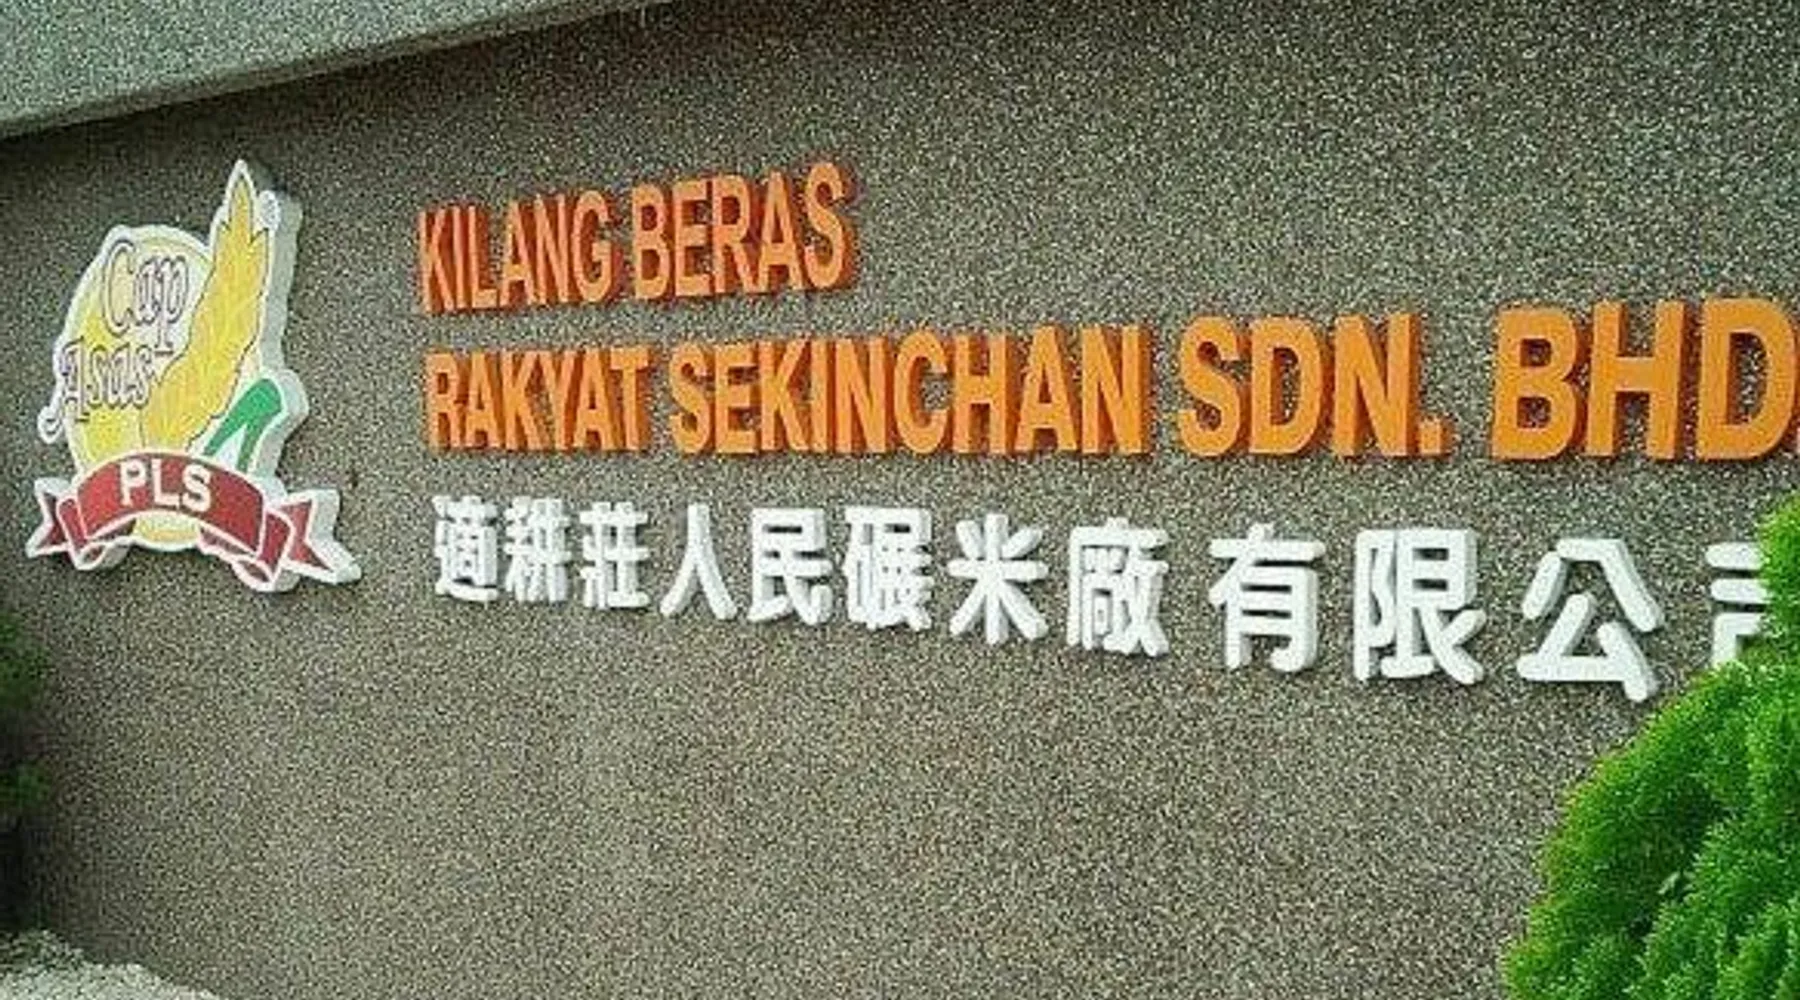 Cap
Asas
PLS
KILANG BERAS
RAKYAT SEKINCHAN SDN. BHD.
適耕莊人民碾米廠有限公司